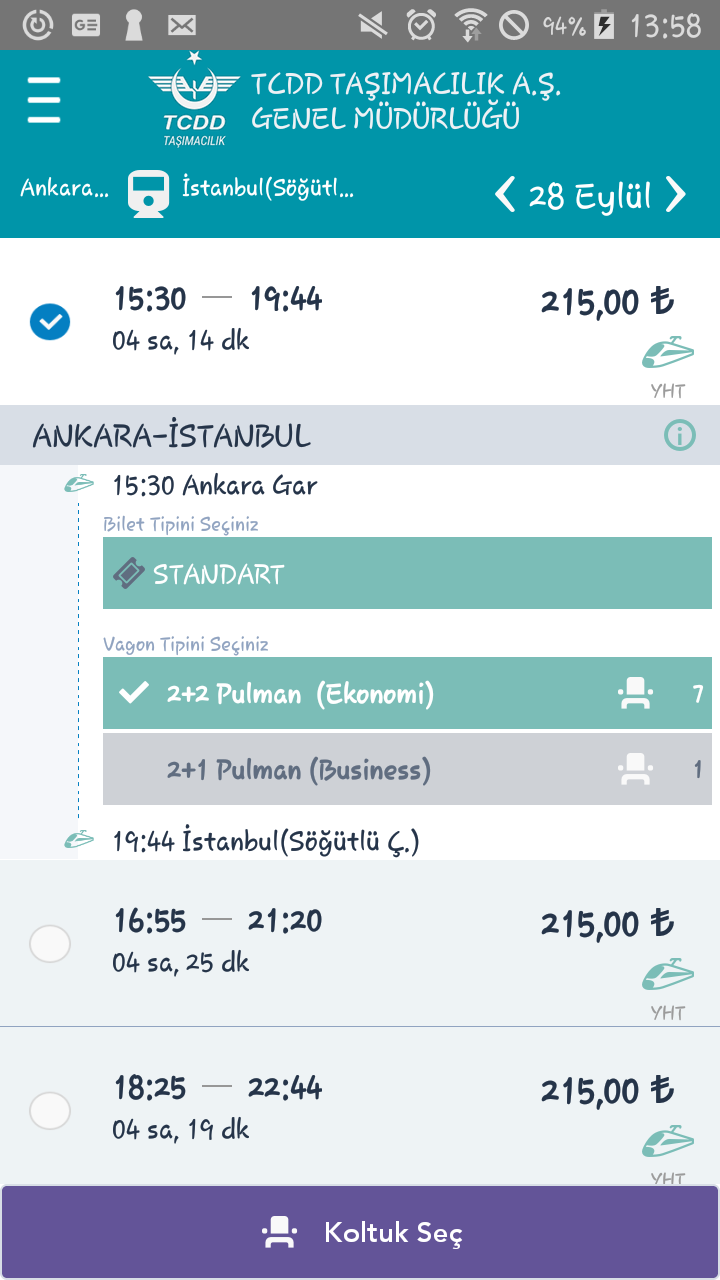 94% 13:58
TCDD TAŞIMACILIK A.Ş.
GENEL MÜDÜRLÜĞÜ
TCDD
TAŞIMACILIK
Ankara... İstanbul(Söğütl... 28 Eylül
15:30 — 19:44 215,00 ₺
04 sa, 14 dk
YHT
ANKARA-İSTANBUL
15:30 Ankara Gar
Bilet Tipini Seçiniz
STANDART
Vagon Tipini Seçiniz
2+2 Pulman (Ekonomi) 7
2+1 Pulman (Business) 1
19:44 İstanbul(Söğütlü Ç.)
16:55 — 21:20 215,00 ₺
04 sa, 25 dk
YHT
18:25 — 22:44 215,00 ₺
04 sa, 19 dk
YHT
Koltuk Seç